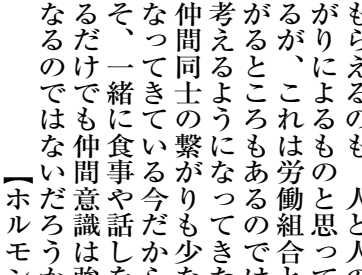 もらえるのも、人と人
がりによるものと思って
るが、これは労働組合と
がるところもあるのでは
考えるようになってきた
仲間同士の繋がりも少な
なってきている今だから
そ、一緒に食事や話しを
るだけでも仲間意識は強
なるのではないだろうか
【ホルモン